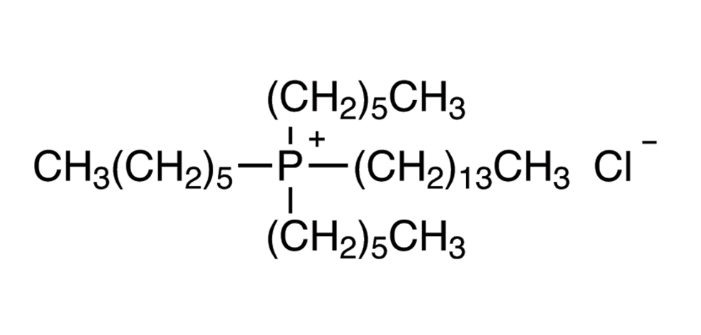 (CH₂)₅CH₃
+
CH₃(CH₂)₅—P—(CH₂)₁₃CH₃ Cl⁻
(CH₂)₅CH₃